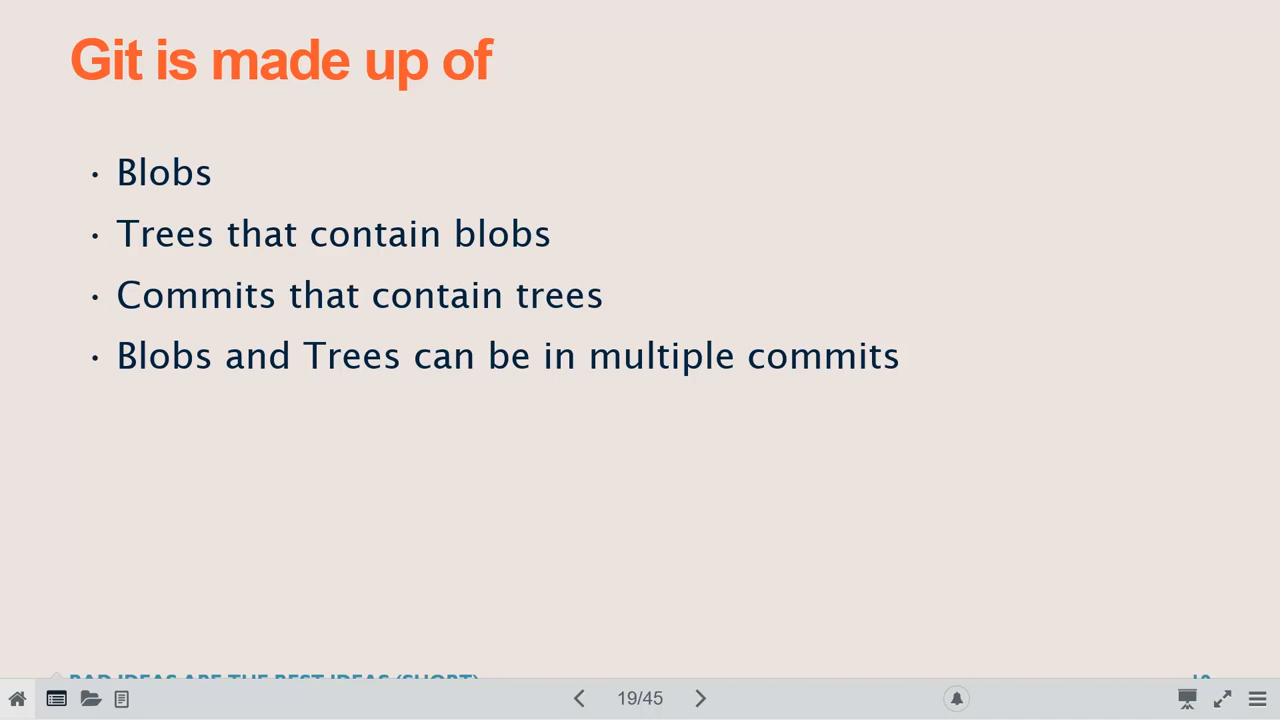 Git is made up of
· Blobs
· Trees that contain blobs
· Commits that contain trees
· Blobs and Trees can be in multiple commits
BAD IDEAS ARE THE BEST IDEAS (SHORT)
19/45